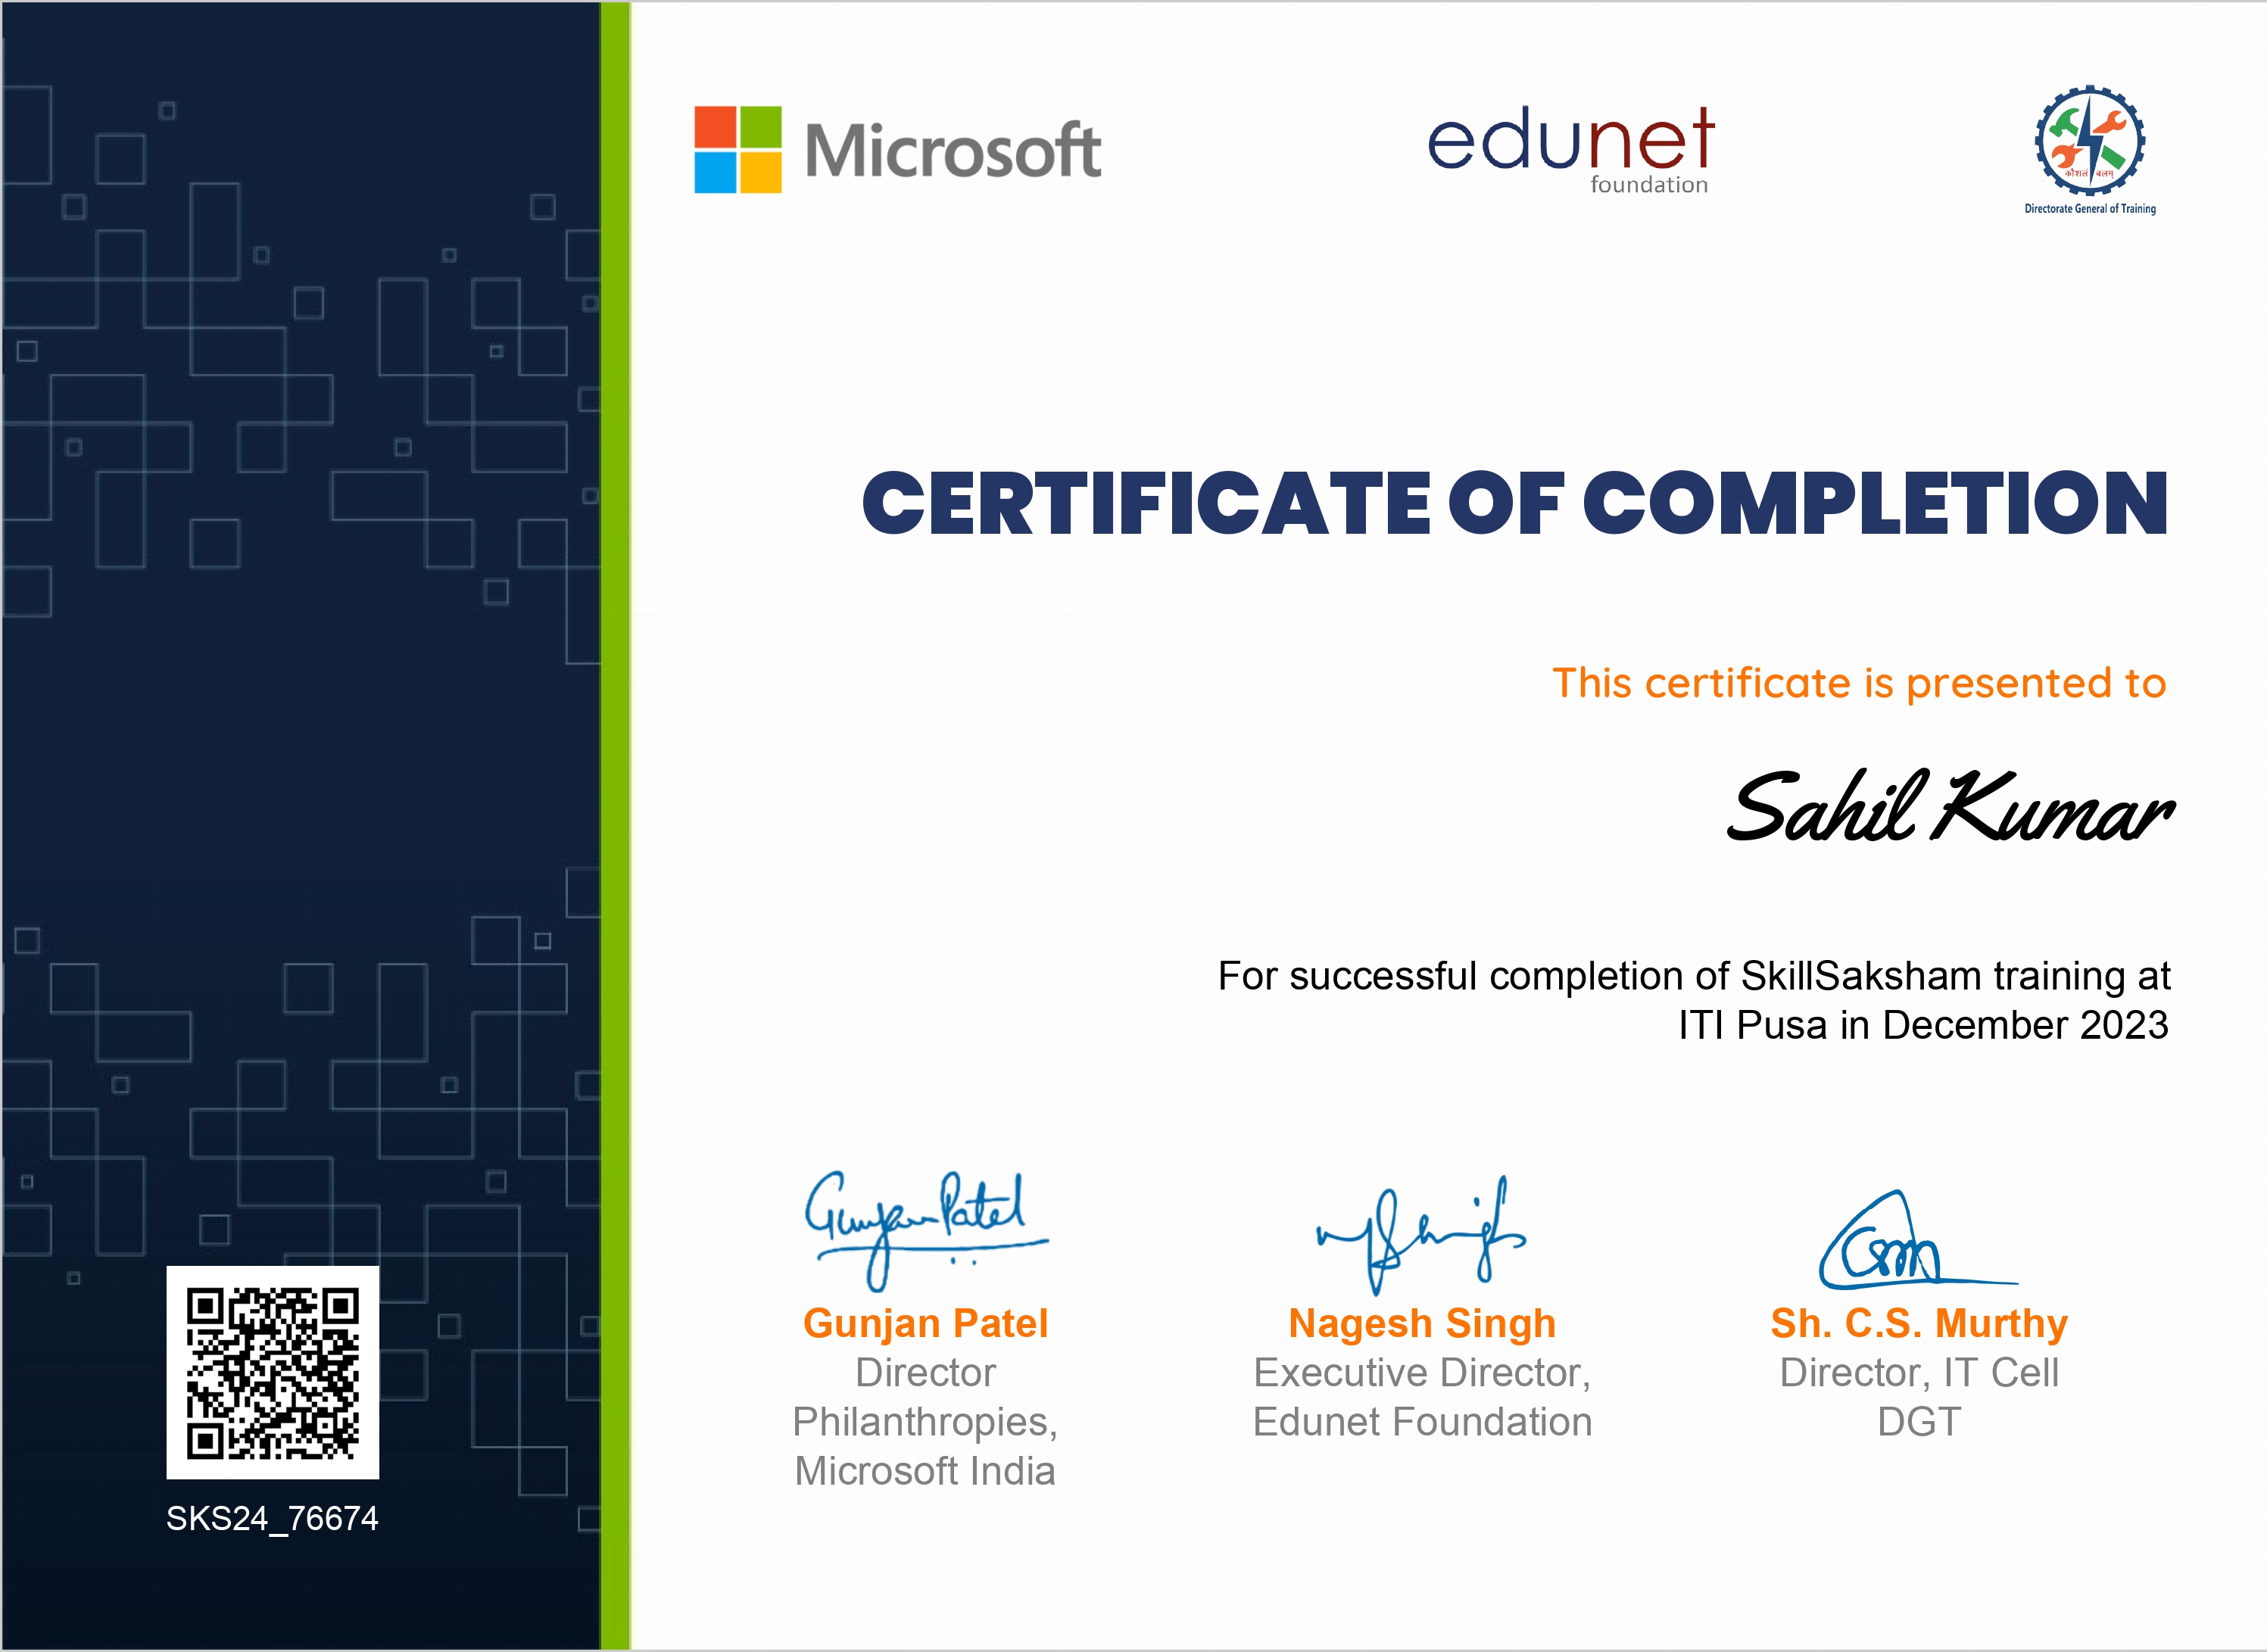 Microsoft
edunet
foundation
कौशलं बलम्
Directorate General of Training
CERTIFICATE OF COMPLETION
This certificate is presented to
Sahil Kumar
For successful completion of SkillSaksham training at
ITI Pusa in December 2023
Gunjan Patel
Gunjan Patel
Director
Philanthropies,
Microsoft India
Nagesh Singh
Executive Director,
Edunet Foundation
Sh. C.S. Murthy
Director, IT Cell
DGT
SKS24_76674